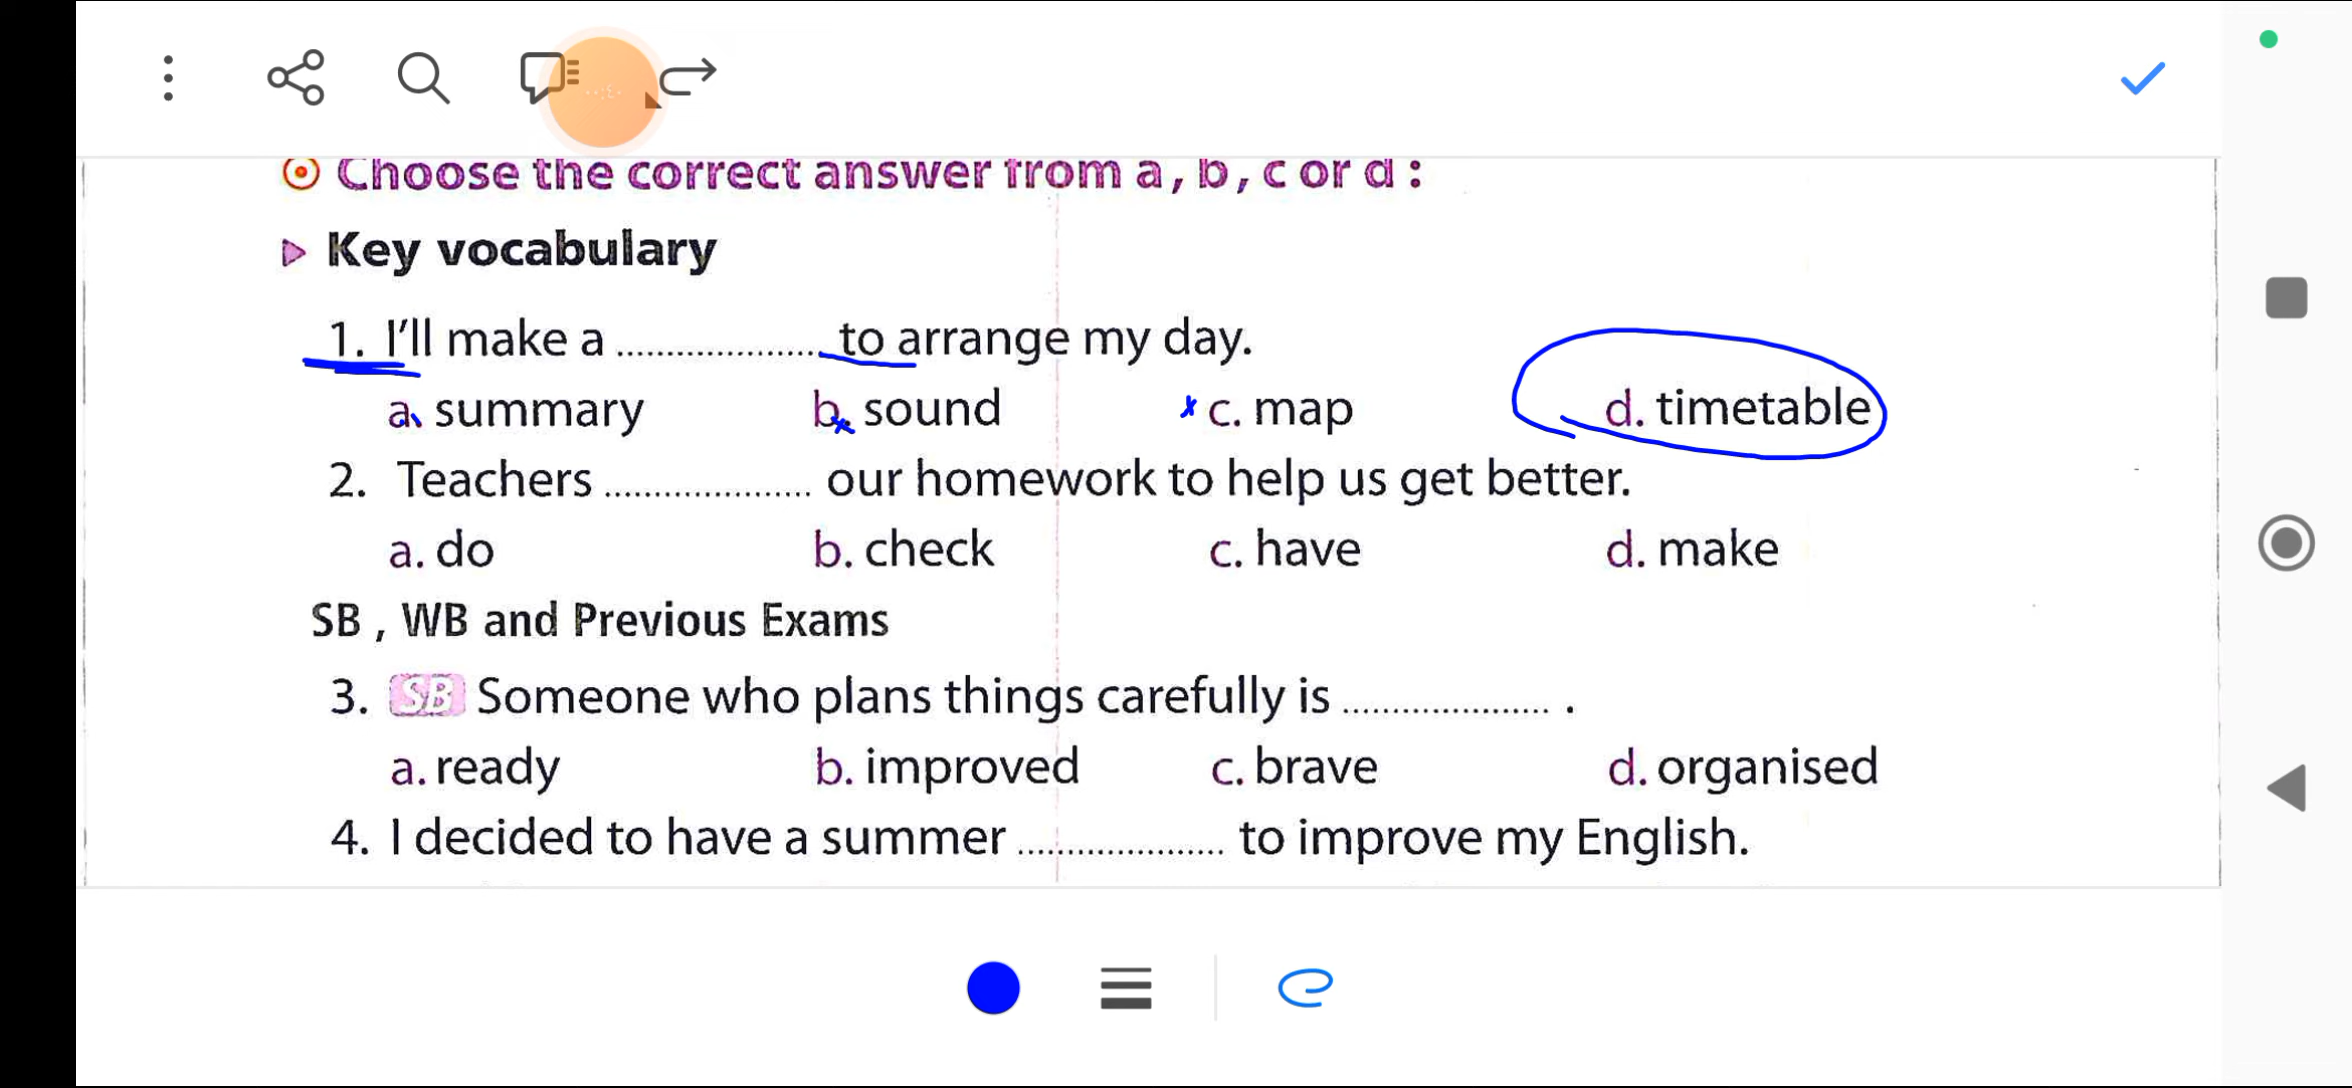 Choose the correct answer from a , b , c or d :
Key vocabulary
1. I'll make a .................... to arrange my day.
a. summary b. sound c. map d. timetable
2. Teachers .................... our homework to help us get better.
a. do b. check c. have d. make
SB , WB and Previous Exams
3. SB Someone who plans things carefully is .................... .
a. ready b. improved c. brave d. organised
4. I decided to have a summer .................... to improve my English.